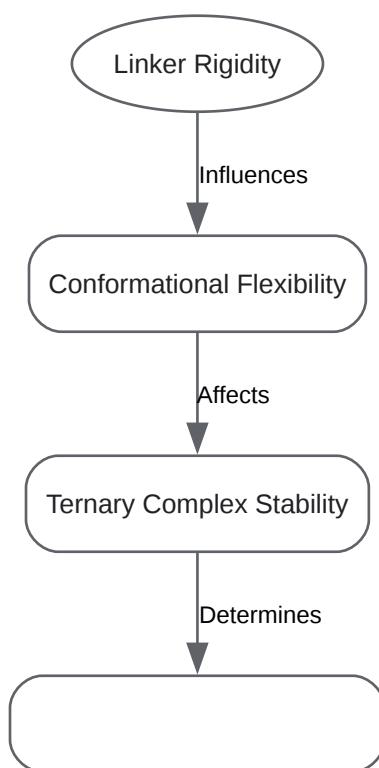 Linker Rigidity
Influences
Conformational Flexibility
Affects
Ternary Complex Stability
Determines